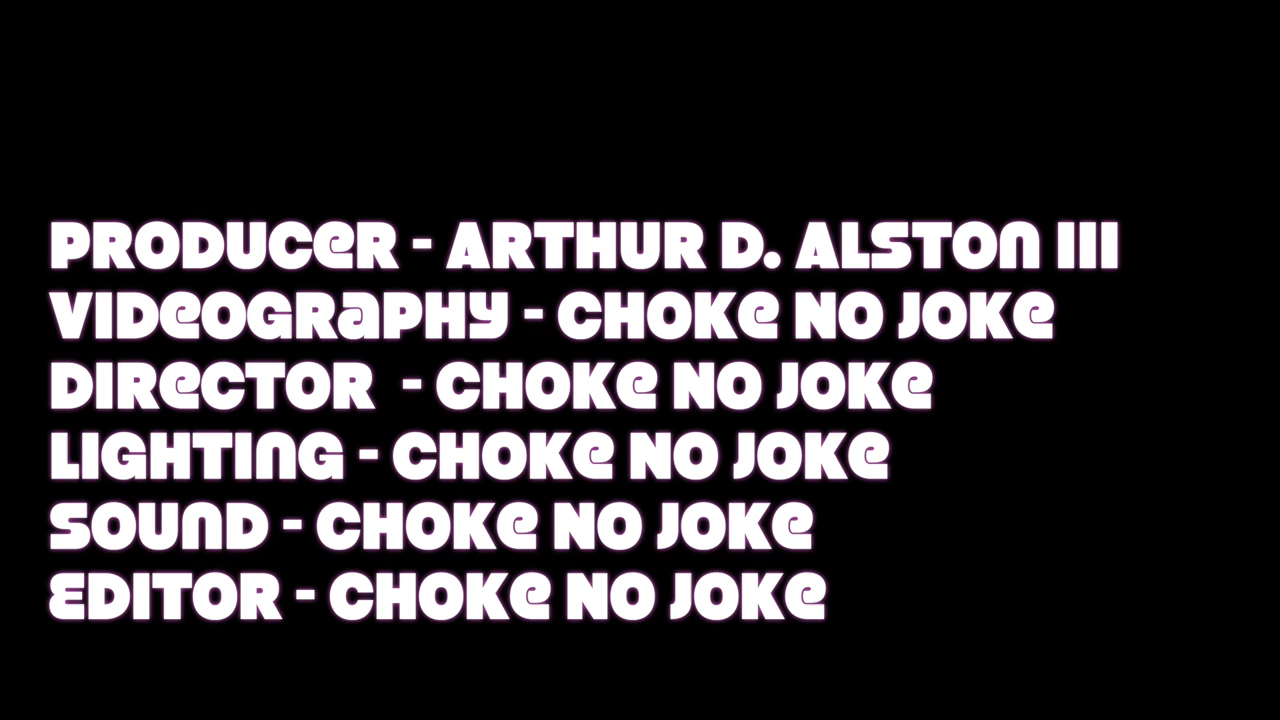 PRODUCER - ARTHUR D. ALSTON III
VIDEOGRAPHY - CHOKE NO JOKE
DIRECTOR - CHOKE NO JOKE
LIGHTING - CHOKE NO JOKE
SOUND - CHOKE NO JOKE
EDITOR - CHOKE NO JOKE